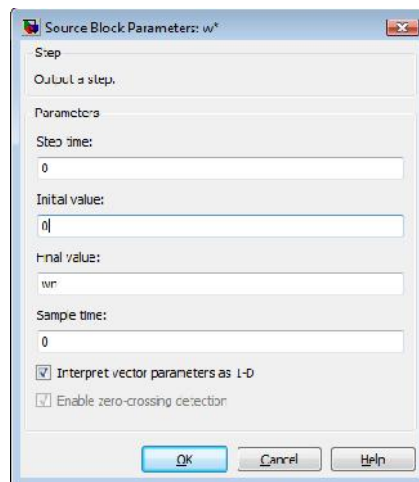 Source Block Parameters: w*
Step
Output a step.
Parameters
Step time:
0
Initial value:
0
Final value:
wn
Sample time:
0
Interpret vector parameters as 1-D
Enable zero-crossing detection
OK Cancel Help